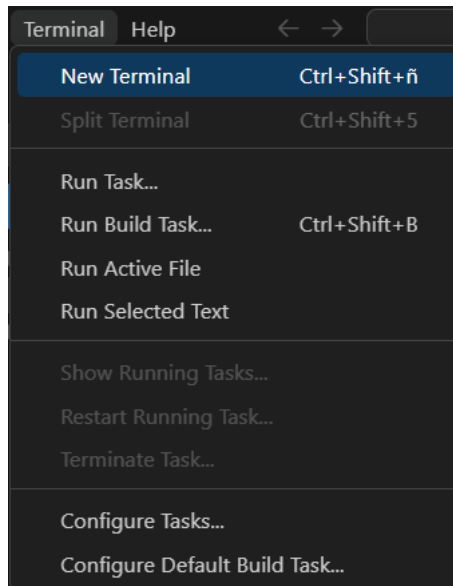 Terminal Help
New Terminal Ctrl+Shift+ñ
Split Terminal Ctrl+Shift+5
Run Task...
Run Build Task... Ctrl+Shift+B
Run Active File
Run Selected Text
Show Running Tasks...
Restart Running Task...
Terminate Task...
Configure Tasks...
Configure Default Build Task...